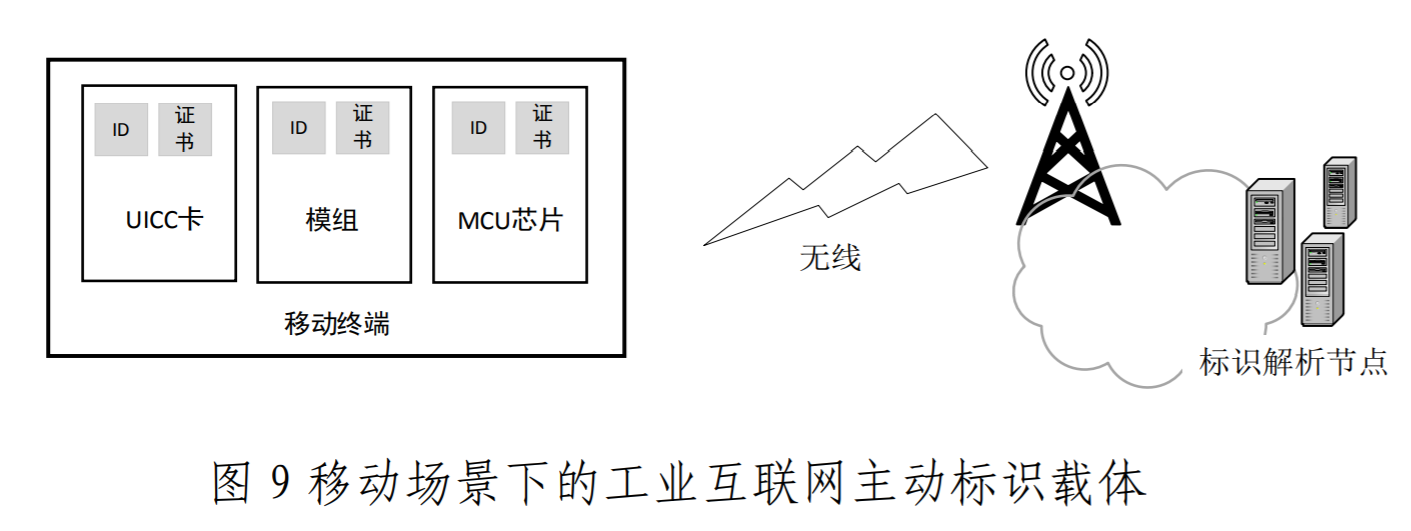 ID
证
书
UICC卡
ID
证
书
模组
ID
证
书
MCU芯片
移动终端
无线
标识解析节点
图 9 移动场景下的工业互联网主动标识载体